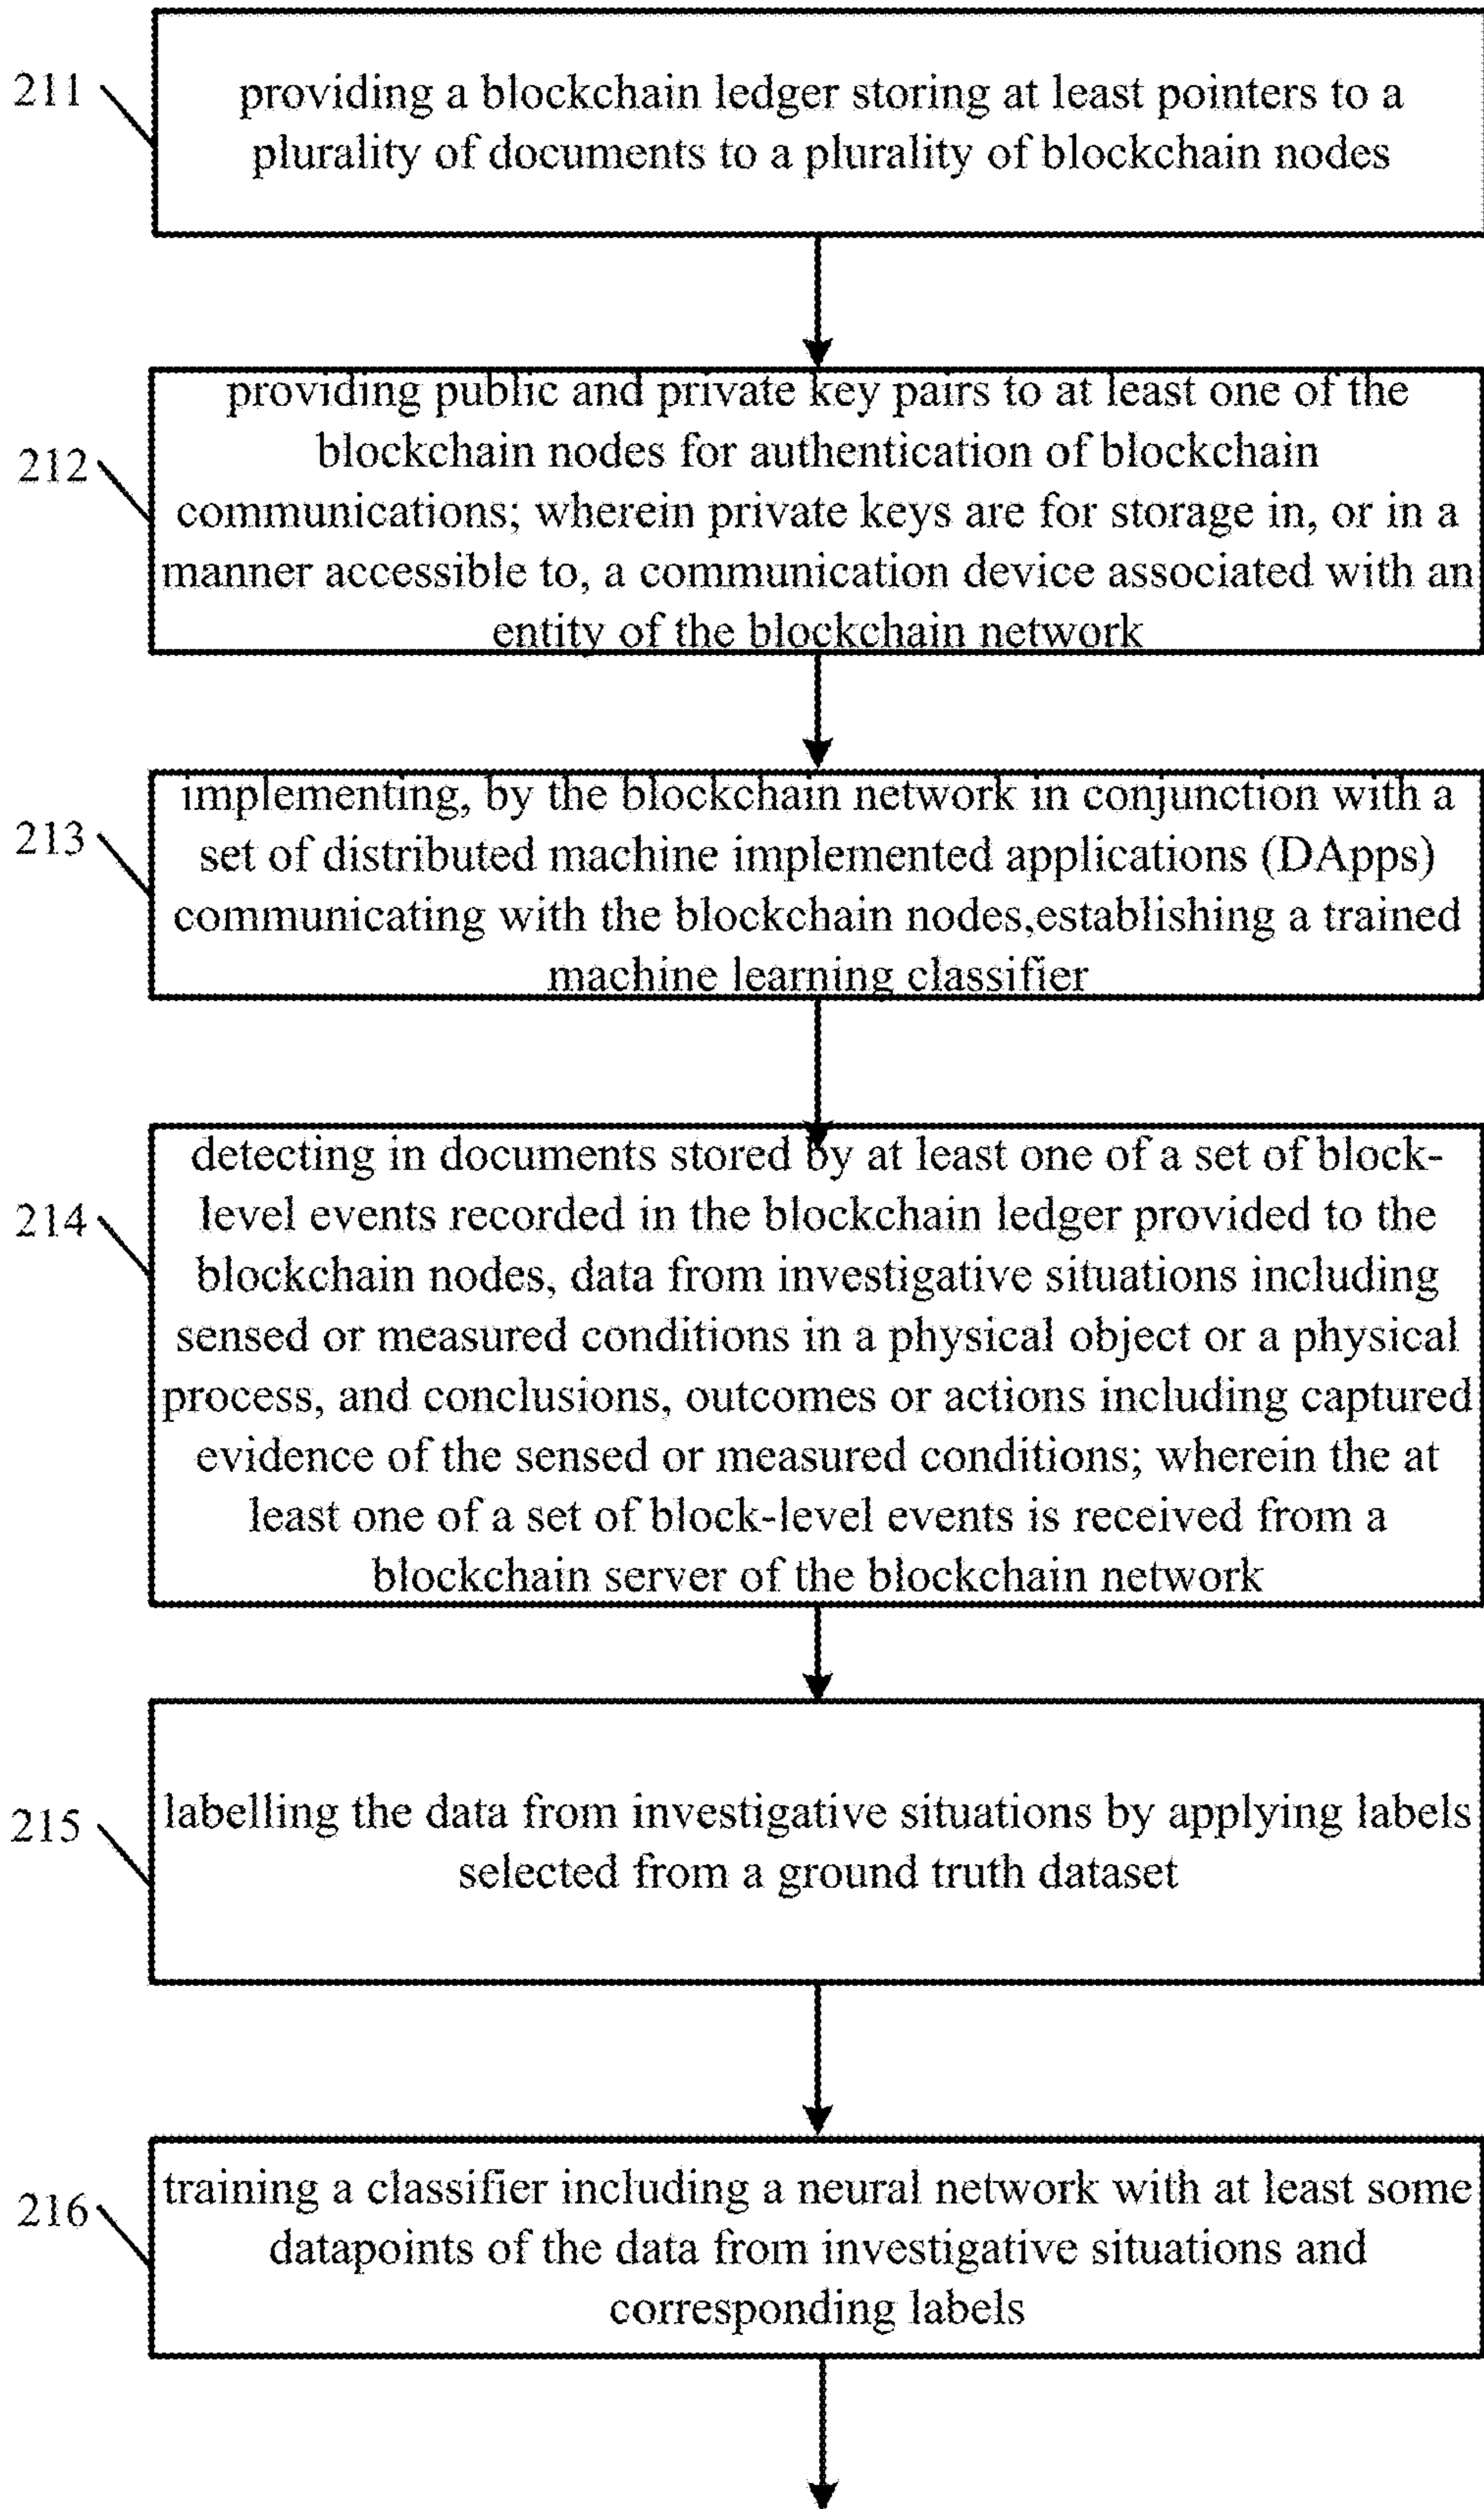 211
providing a blockchain ledger storing at least pointers to a
plurality of documents to a plurality of blockchain nodes
212
providing public and private key pairs to at least one of the
blockchain nodes for authentication of blockchain
communications; wherein private keys are for storage in, or in a
manner accessible to, a communication device associated with an
entity of the blockchain network
213
implementing, by the blockchain network in conjunction with a
set of distributed machine implemented applications (DApps)
communicating with the blockchain nodes,establishing a trained
machine learning classifier
214
detecting in documents stored by at least one of a set of block-
level events recorded in the blockchain ledger provided to the
blockchain nodes, data from investigative situations including
sensed or measured conditions in a physical object or a physical
process, and conclusions, outcomes or actions including captured
evidence of the sensed or measured conditions; wherein the at
least one of a set of block-level events is received from a
blockchain server of the blockchain network
215
labelling the data from investigative situations by applying labels
selected from a ground truth dataset
216
training a classifier including a neural network with at least some
datapoints of the data from investigative situations and
corresponding labels